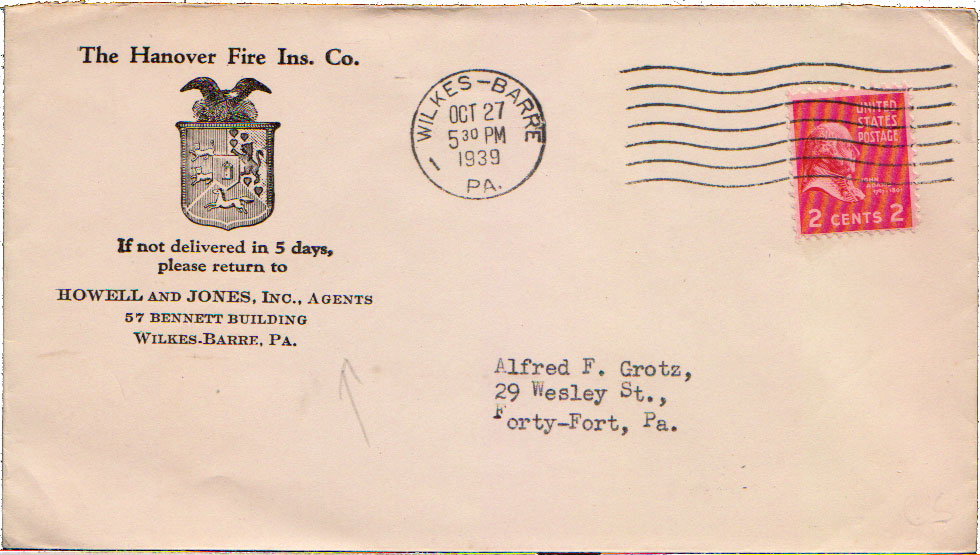 The Hanover Fire Ins. Co.
If not delivered in 5 days,
please return to
HOWELL AND JONES, INC., AGENTS
57 BENNETT BUILDING
WILKES-BARRE, PA.
WILKES-BARRE
OCT 27
5 30 PM
1939
PA.
UNITED
STATES
POSTAGE
JOHN
ADAMS
2 CENTS 2
Alfred F. Grotz,
29 Wesley St.,
Forty-Fort, Pa.